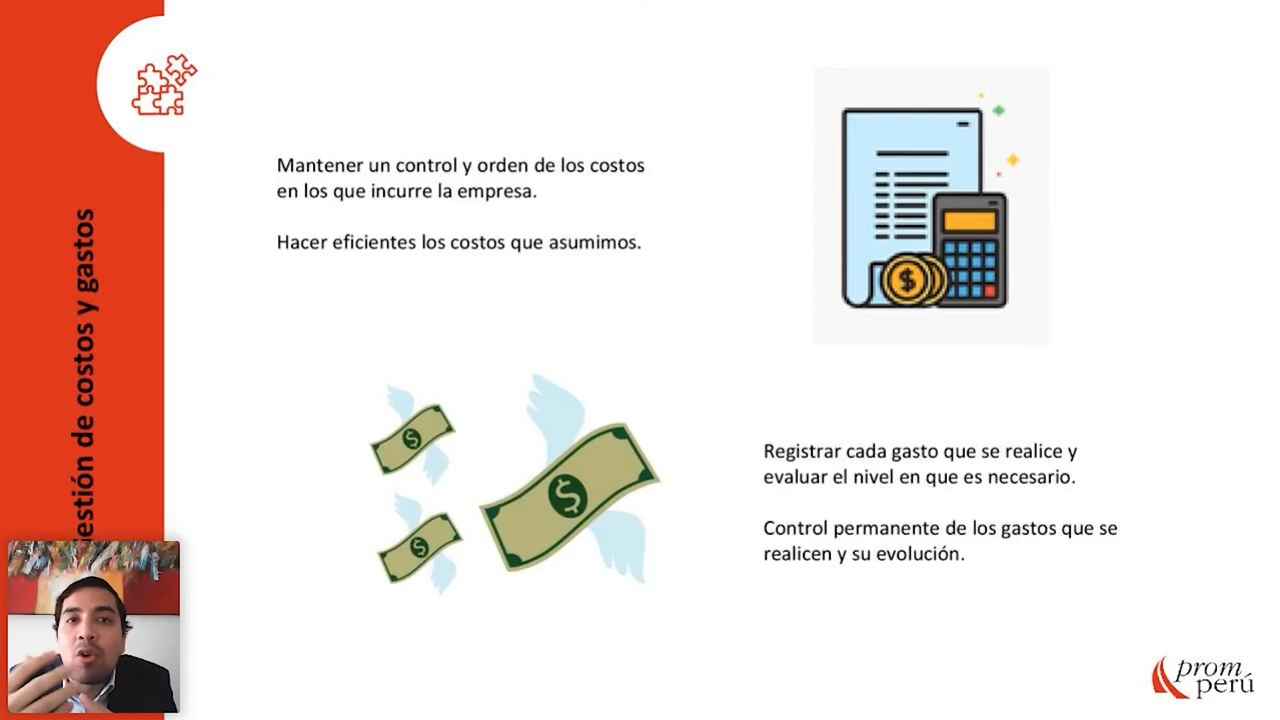 estión de costos y gastos
Mantener un control y orden de los costos
en los que incurre la empresa.
Hacer eficientes los costos que asumimos.
$
$
$
$
Registrar cada gasto que se realice y
evaluar el nivel en que es necesario.
Control permanente de los gastos que se
realicen y su evolución.
prom
perú